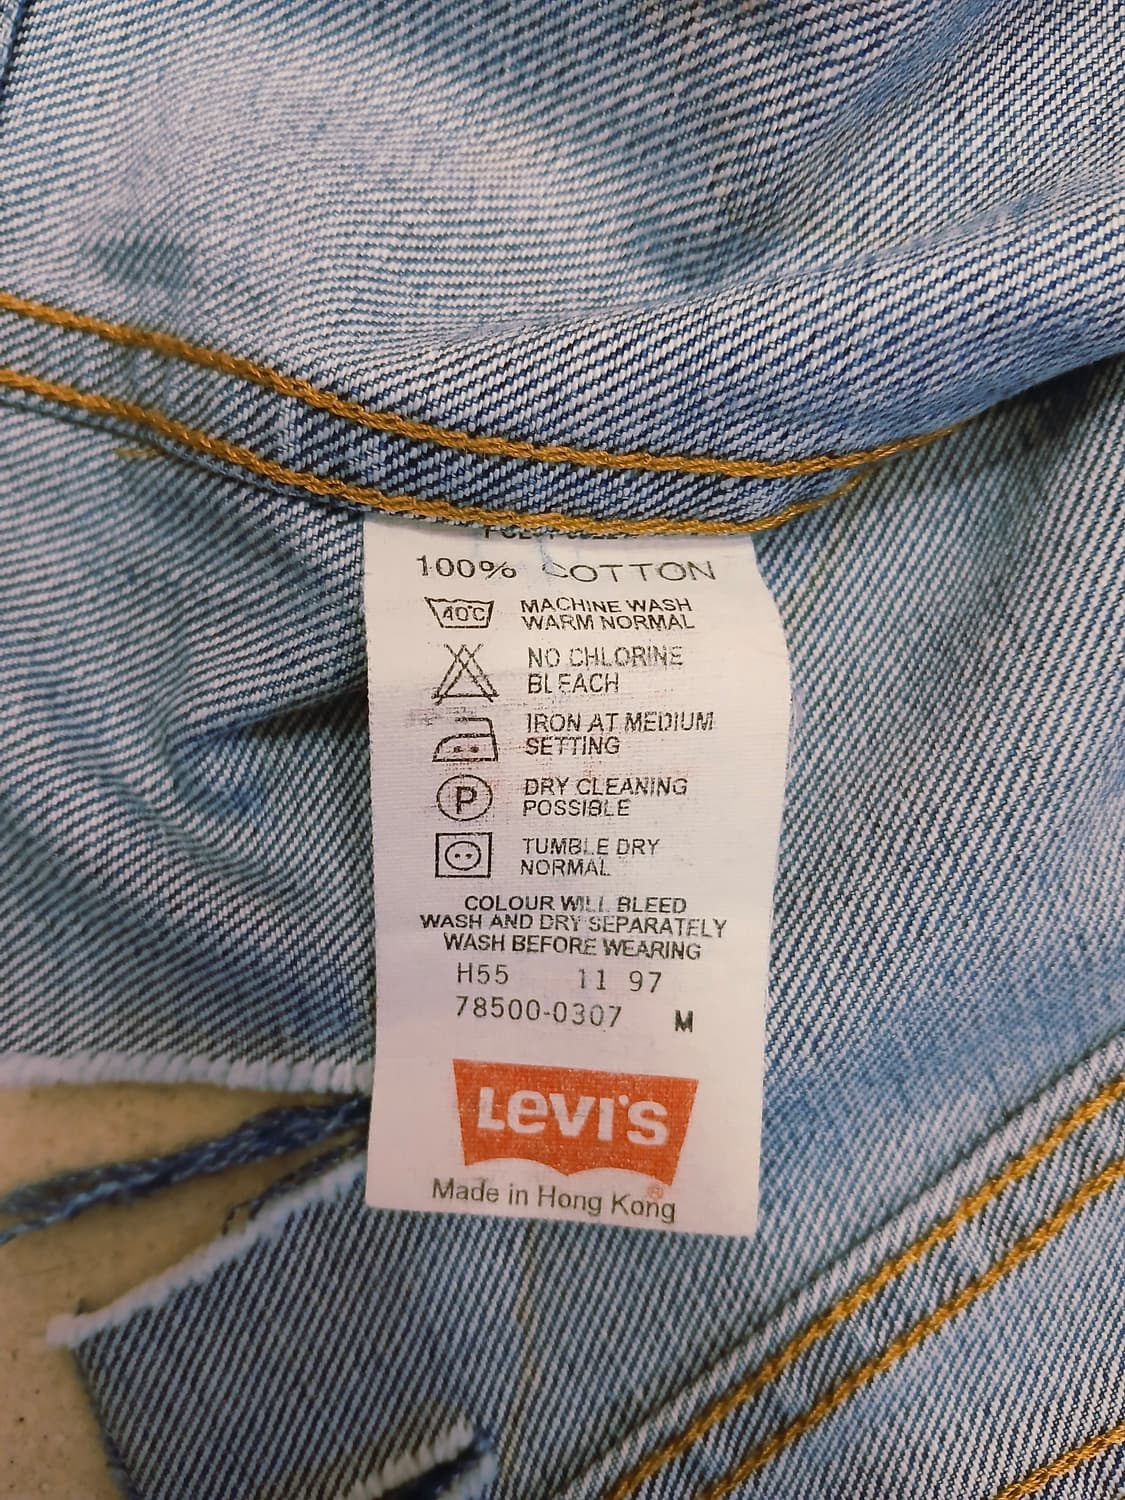 100% COTTON
40°C
MACHINE WASH
WARM NORMAL
NO CHLORINE
BLEACH
IRON AT MEDIUM
SETTING
P
DRY CLEANING
POSSIBLE
TUMBLE DRY
NORMAL
COLOUR WILL BLEED
WASH AND DRY SEPARATELY
WASH BEFORE WEARING
H55 11 97
78500-0307 M
LEVI'S
®
Made in Hong Kong